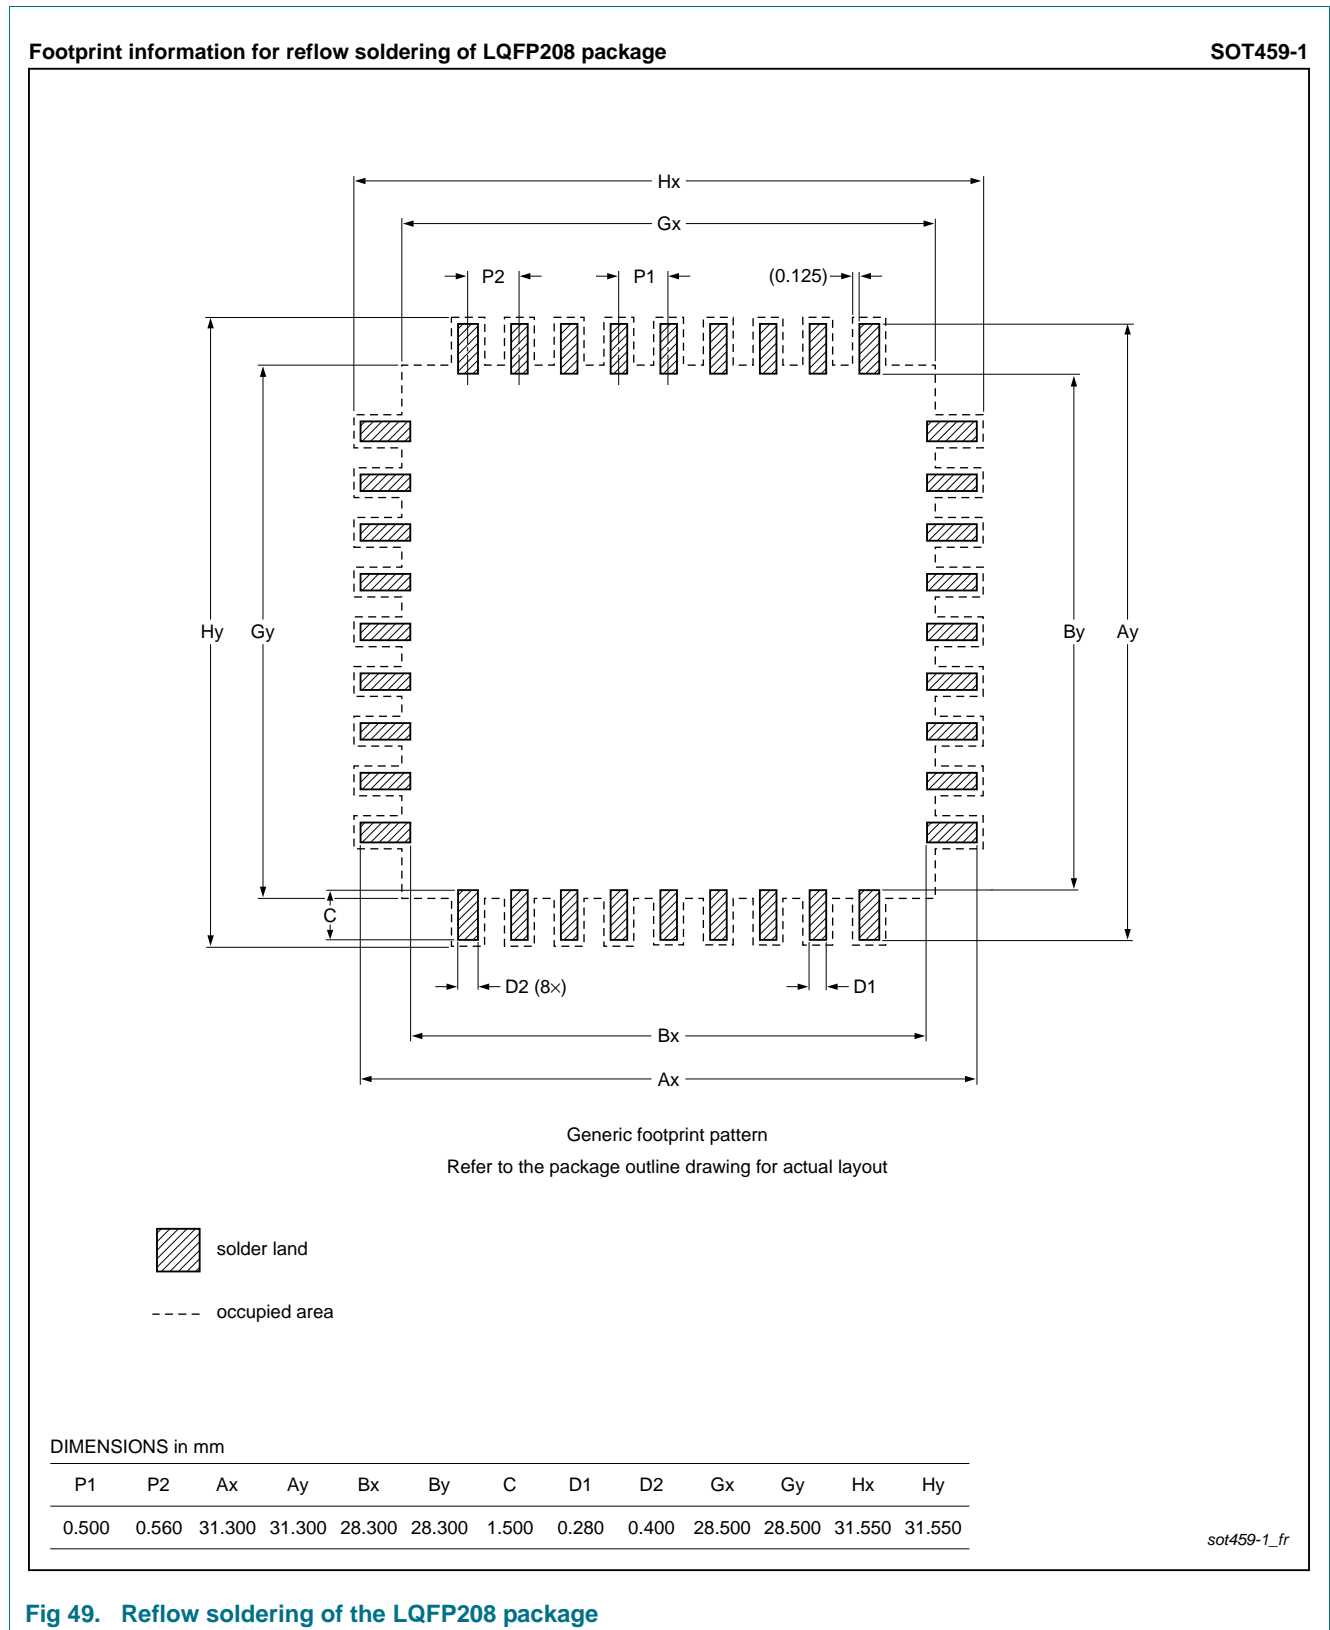 Footprint information for reflow soldering of LQFP208 package SOT459-1
Hx
Gx
P2 P1 (0.125)
Hy Gy By Ay
C
D2 (8×) D1
Bx
Ax
Generic footprint pattern
Refer to the package outline drawing for actual layout
solder land
occupied area
DIMENSIONS in mm
P1 P2 Ax Ay Bx By C D1 D2 Gx Gy Hx Hy
0.500 0.560 31.300 31.300 28.300 28.300 1.500 0.280 0.400 28.500 28.500 31.550 31.550
sot459-1_fr
Fig 49. Reflow soldering of the LQFP208 package